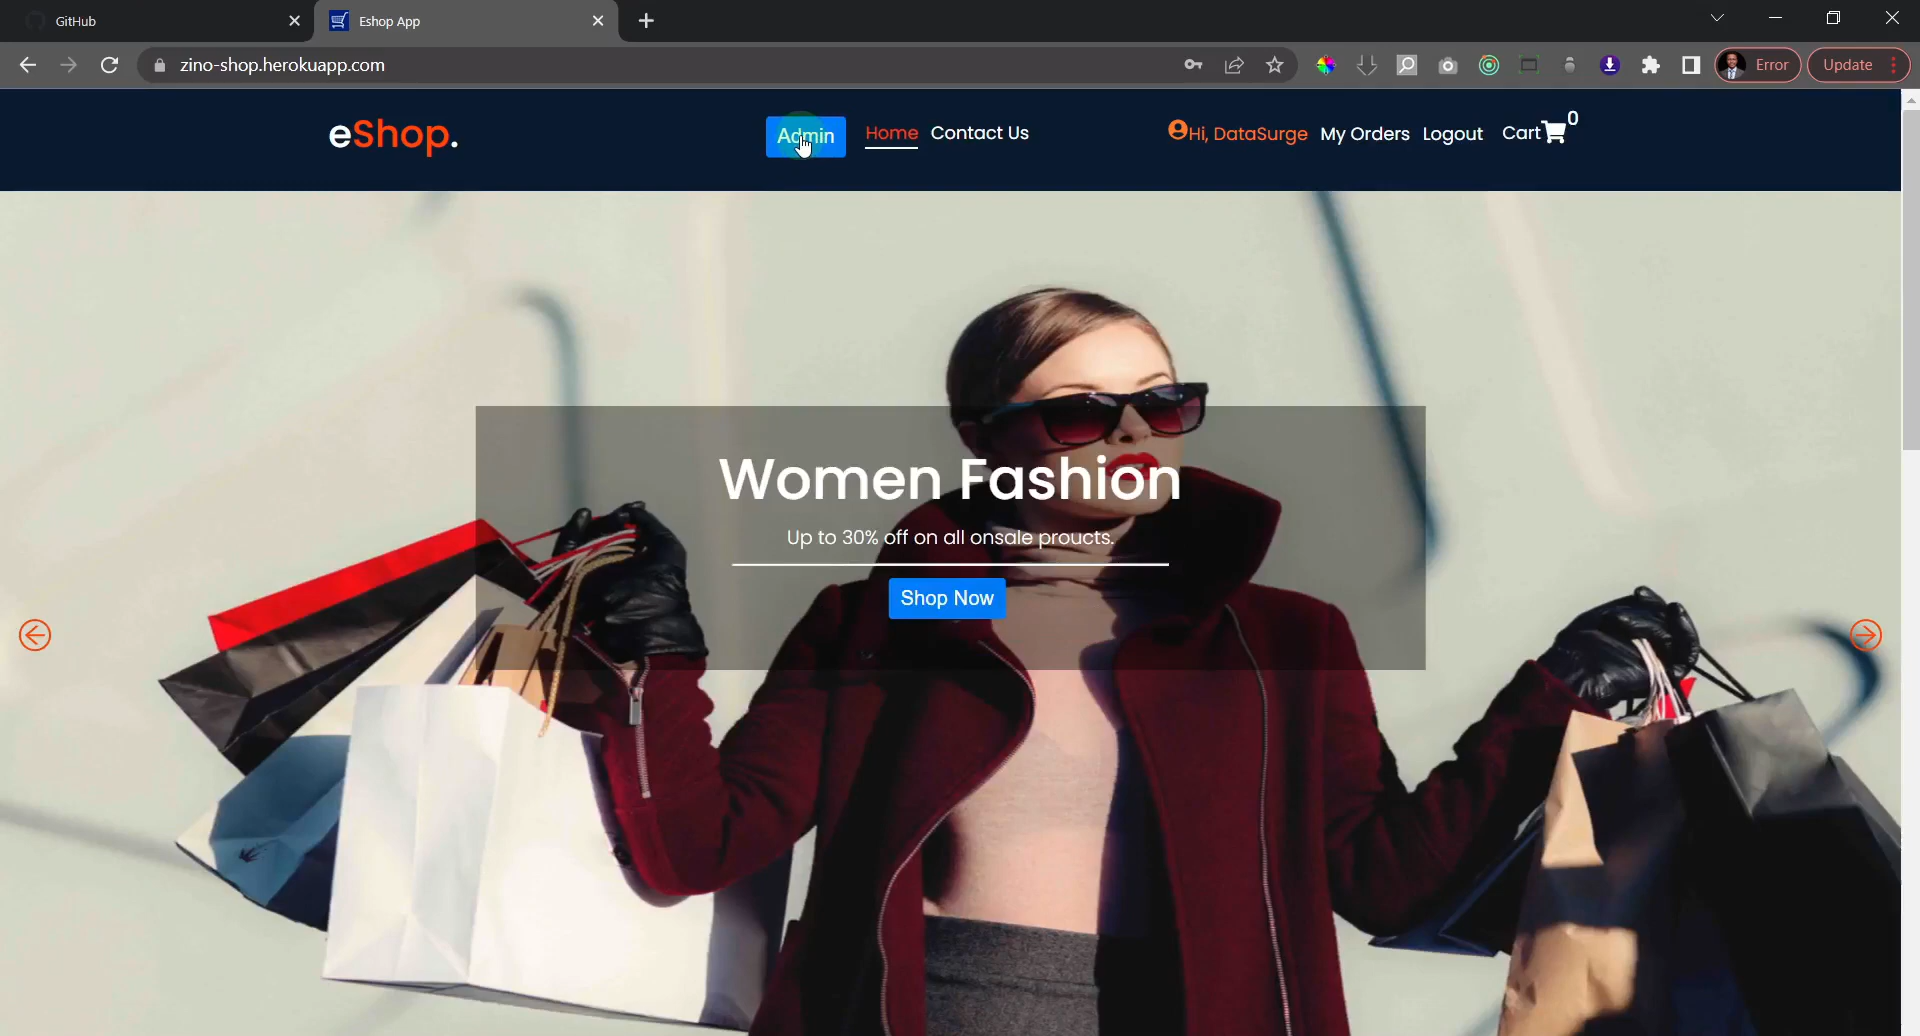 GitHub
Eshop App
zino-shop.herokuapp.com
Error
Update
eShop.
Admin
Home
Contact Us
Hi, DataSurge
My Orders
Logout
Cart
0
Women Fashion
Up to 30% off on all onsale proucts.
Shop Now